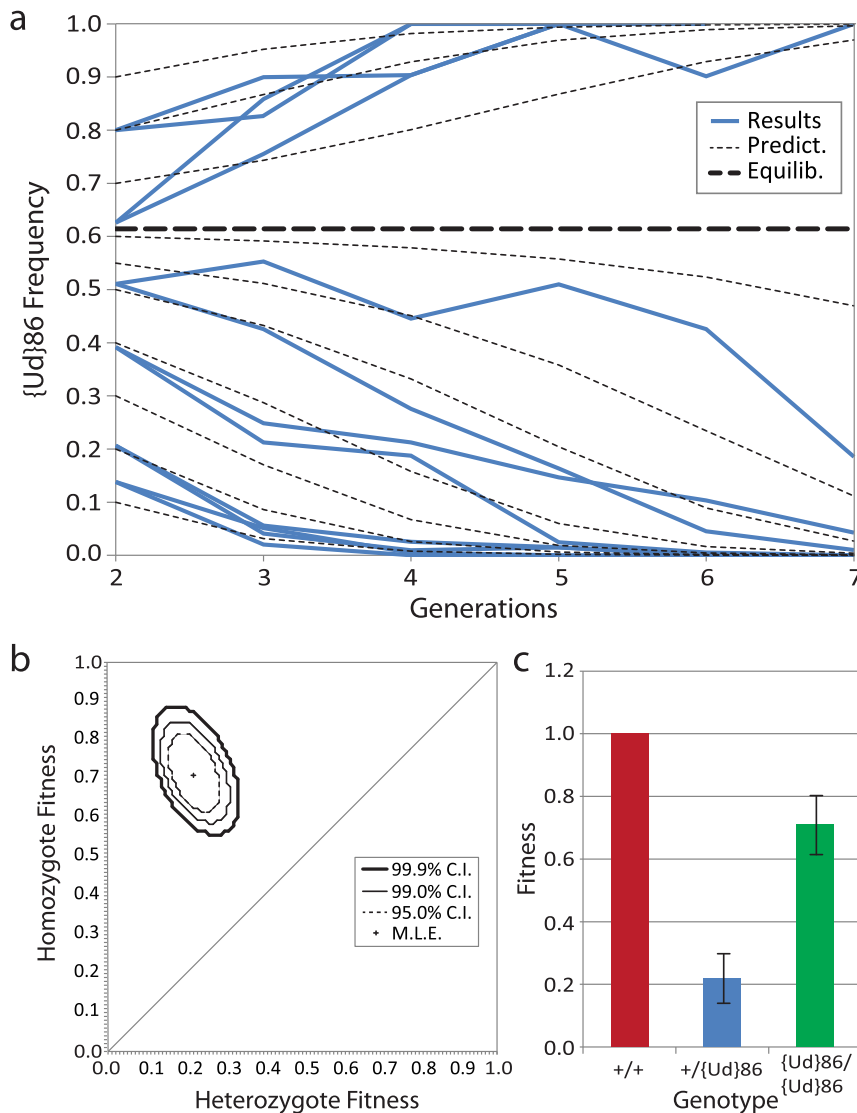 a
1.0
0.9
0.8
0.7
0.6
0.5
0.4
0.3
0.2
0.1
0.0
{Ud}86 Frequency
Results
Predict.
Equilib.
2 3 4 5 6 7
Generations
b
1.0
0.9
0.8
0.7
0.6
0.5
0.4
0.3
0.2
0.1
0.0
Homozygote Fitness
99.9% C.I.
99.0% C.I.
95.0% C.I.
M.L.E.
0.0 0.1 0.2 0.3 0.4 0.5 0.6 0.7 0.8 0.9 1.0
Heterozygote Fitness
c
1.2
1.0
0.8
0.6
0.4
0.2
0.0
Fitness
+/+
+/{Ud}86
{Ud}86/
{Ud}86
Genotype